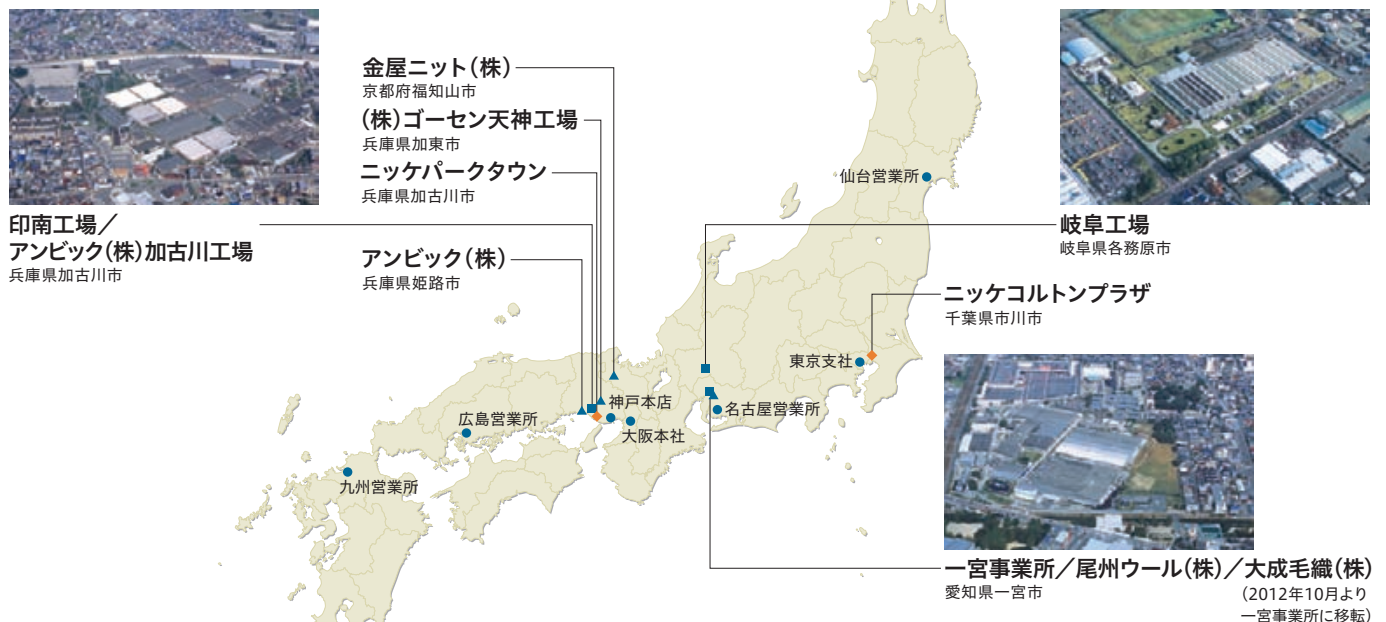 金屋ニット(株)
京都府福知山市
(株)ゴーセン天神工場
兵庫県加東市
ニッケパークタウン
兵庫県加古川市
印南工場／
アンビック(株)加古川工場
兵庫県加古川市
アンビック(株)
兵庫県姫路市
仙台営業所
岐阜工場
岐阜県各務原市
ニッケコルトンプラザ
千葉県市川市
東京支社
名古屋営業所
神戸本店
大阪本社
広島営業所
九州営業所
一宮事業所／尾州ウール(株)／大成毛織(株)
愛知県一宮市
(2012年10月より
一宮事業所に移転)